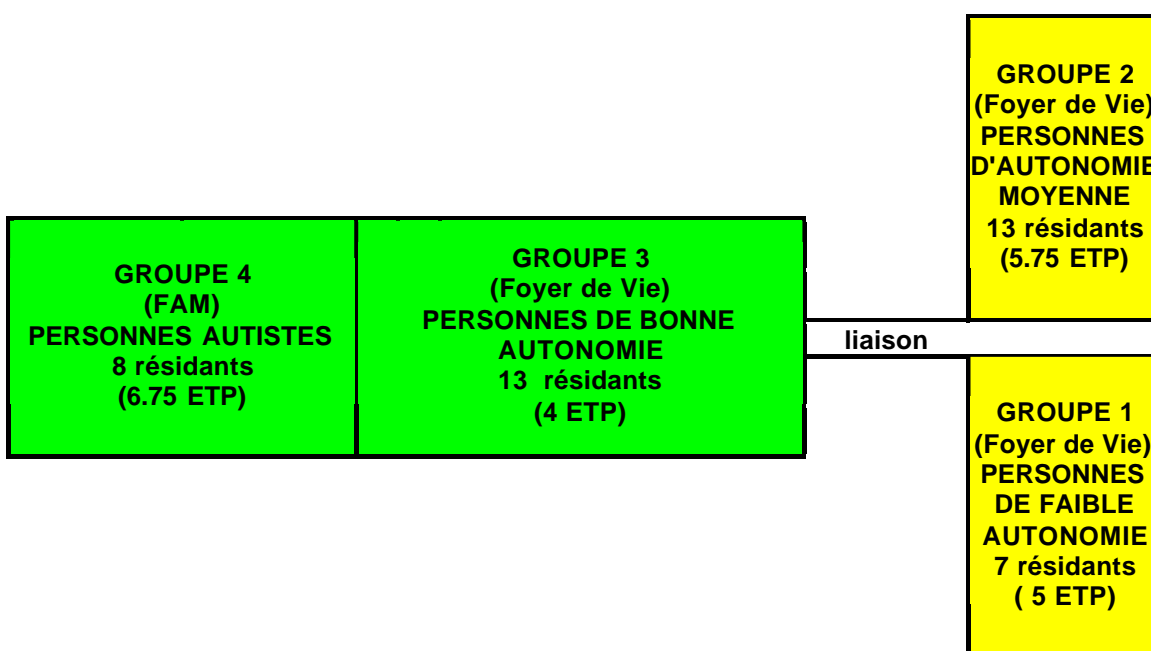 GROUPE 2
(Foyer de Vie)
PERSONNES
D'AUTONOMIE
MOYENNE
13 résidants
(5.75 ETP)
GROUPE 4
(FAM)
PERSONNES AUTISTES
8 résidants
(6.75 ETP)
GROUPE 3
(Foyer de Vie)
PERSONNES DE BONNE
AUTONOMIE
13 résidants
(4 ETP)
liaison
GROUPE 1
(Foyer de Vie)
PERSONNES
DE FAIBLE
AUTONOMIE
7 résidants
( 5 ETP)